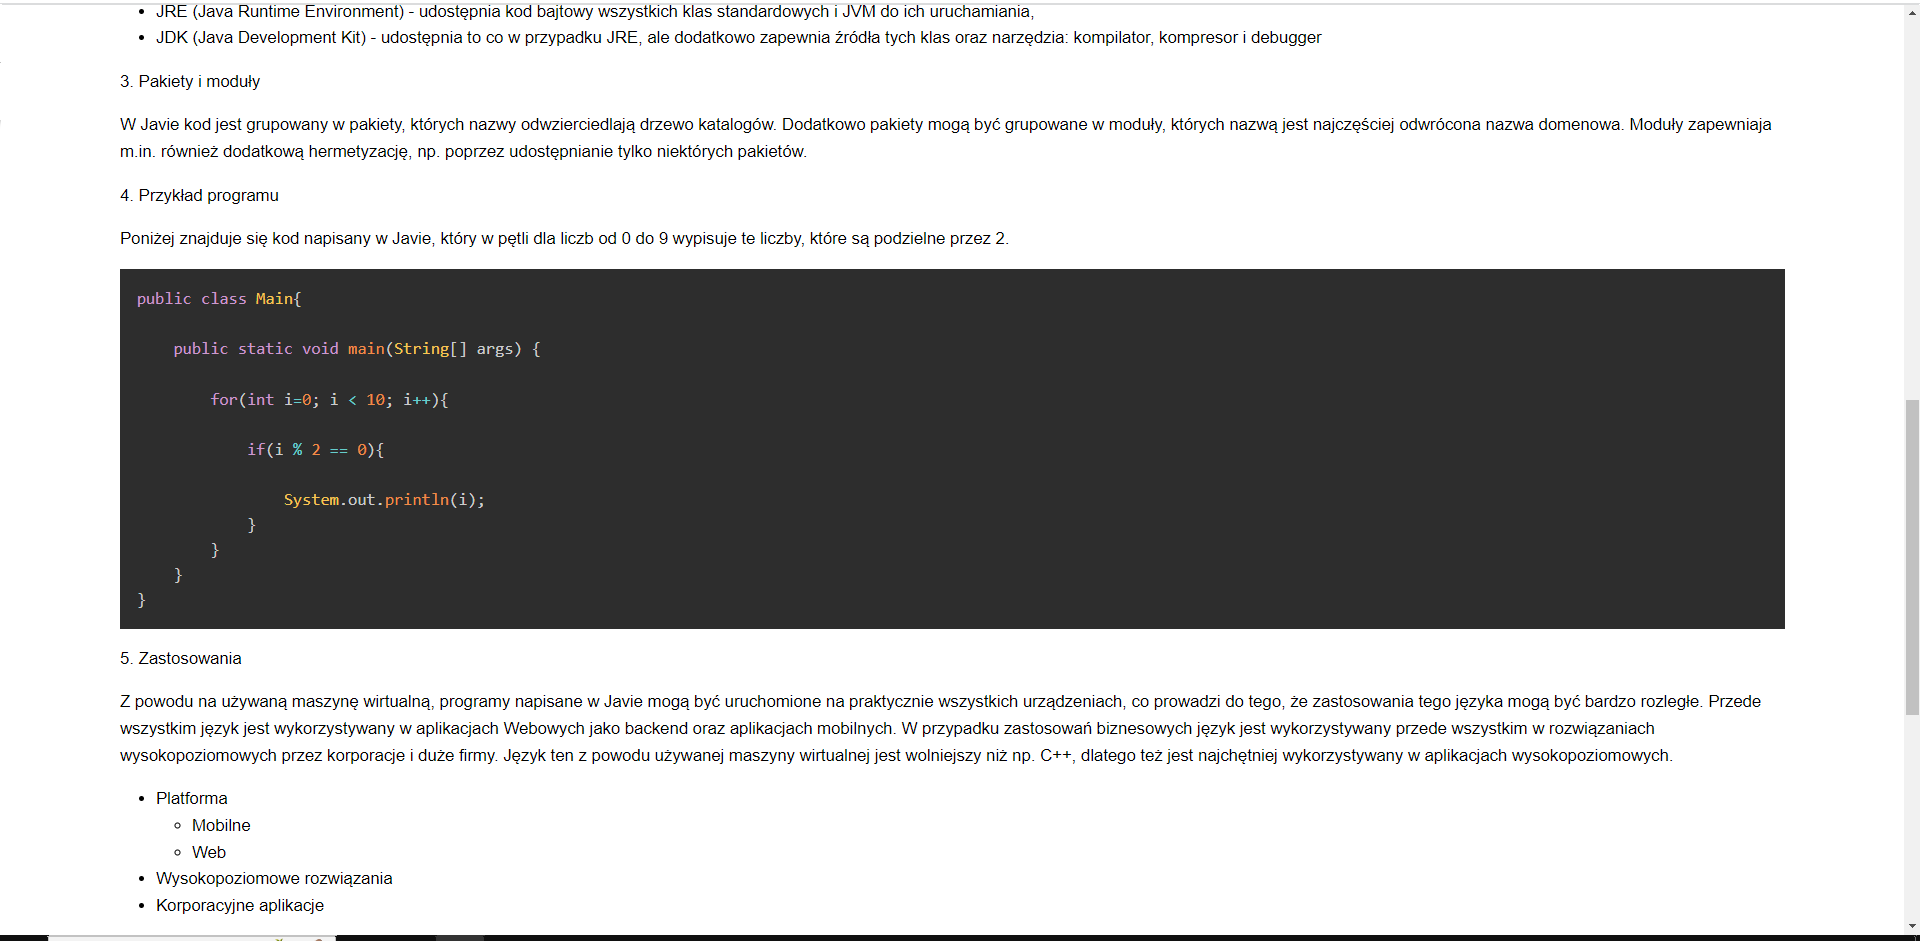 JRE (Java Runtime Environment) - udostępnia kod bajtowy wszystkich klas standardowych i JVM do ich uruchamiania,
JDK (Java Development Kit) - udostępnia to co w przypadku JRE, ale dodatkowo zapewnia źródła tych klas oraz narzędzia: kompilator, kompresor i debugger
3. Pakiety i moduły
W Javie kod jest grupowany w pakiety, których nazwy odwzierciedlają drzewo katalogów. Dodatkowo pakiety mogą być grupowane w moduły, których nazwą jest najczęściej odwrócona nazwa domenowa. Moduły zapewniaja
m.in. również dodatkową hermetyzację, np. poprzez udostępnianie tylko niektórych pakietów.
4. Przykład programu
Poniżej znajduje się kod napisany w Javie, który w pętli dla liczb od 0 do 9 wypisuje te liczby, które są podzielne przez 2.
public class Main{
    public static void main(String[] args) {
        for(int i=0; i < 10; i++){
            if(i % 2 == 0){
                System.out.println(i);
            }
        }
    }
}
5. Zastosowania
Z powodu na używaną maszynę wirtualną, programy napisane w Javie mogą być uruchomione na praktycznie wszystkich urządzeniach, co prowadzi do tego, że zastosowania tego języka mogą być bardzo rozległe. Przede
wszystkim język jest wykorzystywany w aplikacjach Webowych jako backend oraz aplikacjach mobilnych. W przypadku zastosowań biznesowych język jest wykorzystywany przede wszystkim w rozwiązaniach
wysokopoziomowych przez korporacje i duże firmy. Język ten z powodu używanej maszyny wirtualnej jest wolniejszy niż np. C++, dlatego też jest najchętniej wykorzystywany w aplikacjach wysokopoziomowych.
Platforma
Mobilne
Web
Wysokopoziomowe rozwiązania
Korporacyjne aplikacje